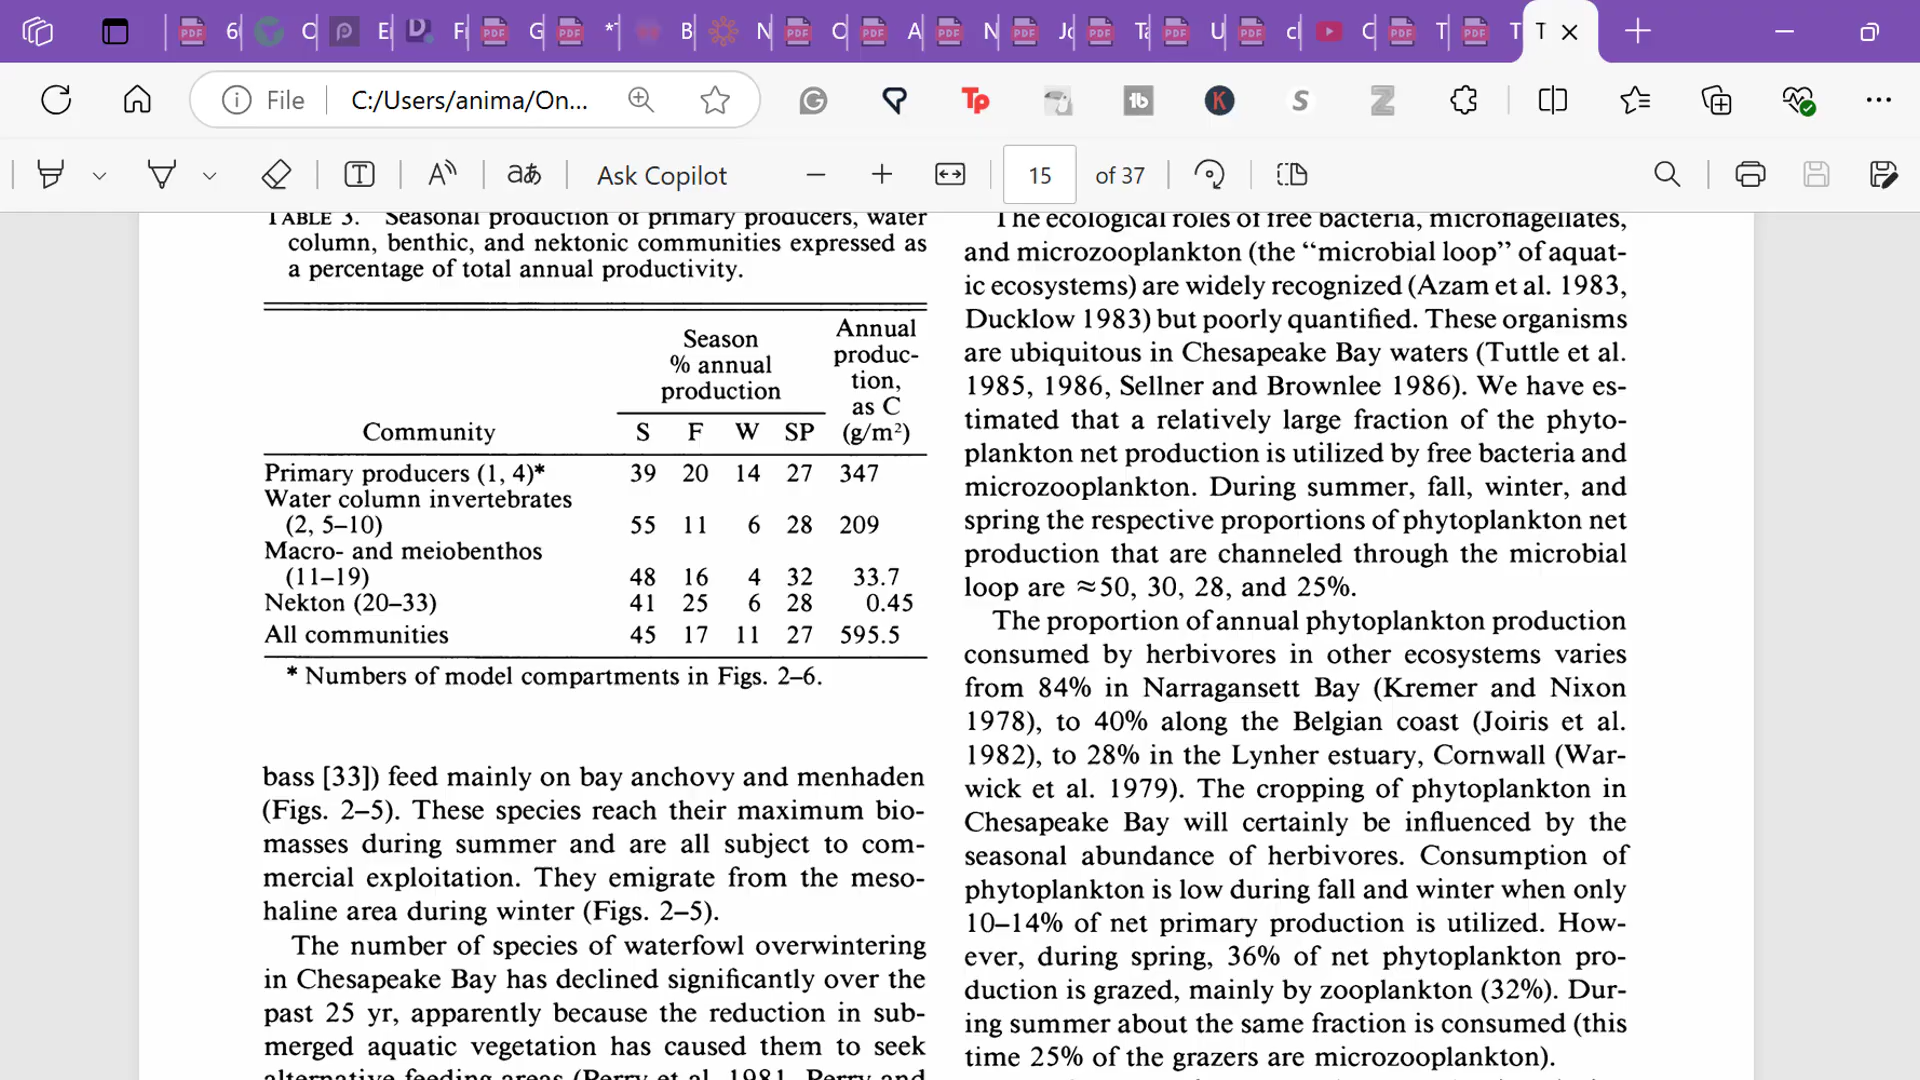 6
C
E
F
G
*
B
N
C
A
N
Jc
Ta
U
cl
C
T
T
T
File
C:/Users/anima/On...
Tp
tb
K
S
Z
T
A
aあ
Ask Copilot
15
of 37
TABLE 3. Seasonal production of primary producers, water
column, benthic, and nektonic communities expressed as
a percentage of total annual productivity.
Season
% annual
production
Annual
produc-
tion,
as C
(g/m²)
Community S F W SP
Primary producers (1, 4)* 39 20 14 27 347
Water column invertebrates
(2, 5–10) 55 11 6 28 209
Macro- and meiobenthos
(11–19) 48 16 4 32 33.7
Nekton (20–33) 41 25 6 28 0.45
All communities 45 17 11 27 595.5
* Numbers of model compartments in Figs. 2–6.
bass [33]) feed mainly on bay anchovy and menhaden
(Figs. 2–5). These species reach their maximum bio-
masses during summer and are all subject to com-
mercial exploitation. They emigrate from the meso-
haline area during winter (Figs. 2–5).
The number of species of waterfowl overwintering
in Chesapeake Bay has declined significantly over the
past 25 yr, apparently because the reduction in sub-
merged aquatic vegetation has caused them to seek
alternative feeding areas (Perry et al. 1981, Perry and
The ecological roles of free bacteria, microflagellates,
and microzooplankton (the “microbial loop” of aquat-
ic ecosystems) are widely recognized (Azam et al. 1983,
Ducklow 1983) but poorly quantified. These organisms
are ubiquitous in Chesapeake Bay waters (Tuttle et al.
1985, 1986, Sellner and Brownlee 1986). We have es-
timated that a relatively large fraction of the phyto-
plankton net production is utilized by free bacteria and
microzooplankton. During summer, fall, winter, and
spring the respective proportions of phytoplankton net
production that are channeled through the microbial
loop are ≈50, 30, 28, and 25%.
The proportion of annual phytoplankton production
consumed by herbivores in other ecosystems varies
from 84% in Narragansett Bay (Kremer and Nixon
1978), to 40% along the Belgian coast (Joiris et al.
1982), to 28% in the Lynher estuary, Cornwall (War-
wick et al. 1979). The cropping of phytoplankton in
Chesapeake Bay will certainly be influenced by the
seasonal abundance of herbivores. Consumption of
phytoplankton is low during fall and winter when only
10–14% of net primary production is utilized. How-
ever, during spring, 36% of net phytoplankton pro-
duction is grazed, mainly by zooplankton (32%). Dur-
ing summer about the same fraction is consumed (this
time 25% of the grazers are microzooplankton).